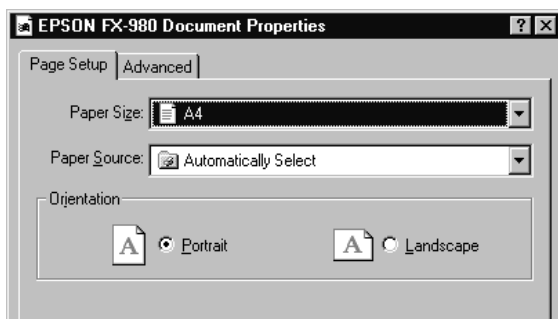 EPSON FX-980 Document Properties
Page Setup Advanced
Paper Size: A4
Paper Source: Automatically Select
Orientation
A Portrait A Landscape